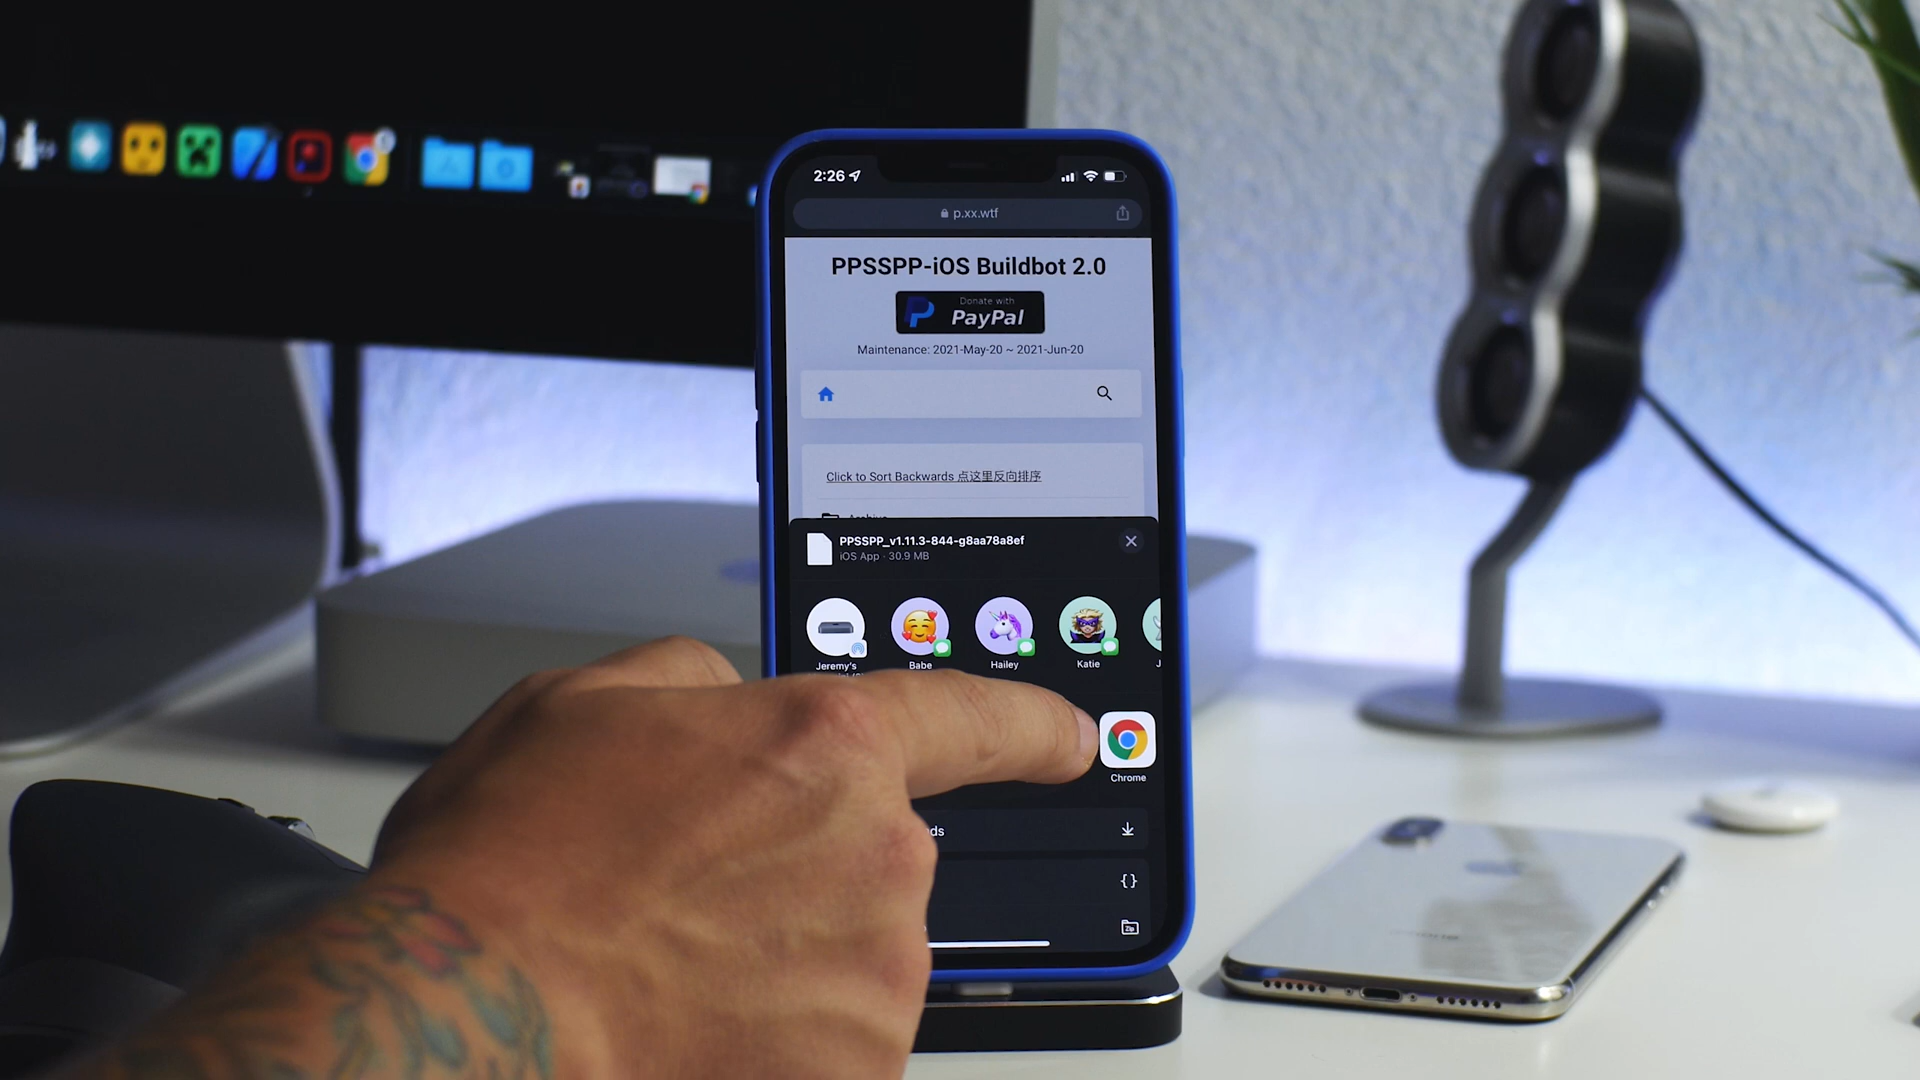 2:26
p.xx.wtf
PPSSPP-iOS Buildbot 2.0
Donate with
PayPal
Maintenance: 2021-May-20 ~ 2021-Jun-20
Click to Sort Backwards 点这里反向排序
Archive
PPSSPP_v1.11.3-844-g8aa78a8ef
iOS App · 30.9 MB
Jeremy's
Babe
Hailey
Katie
J
Chrome
ds
Zip